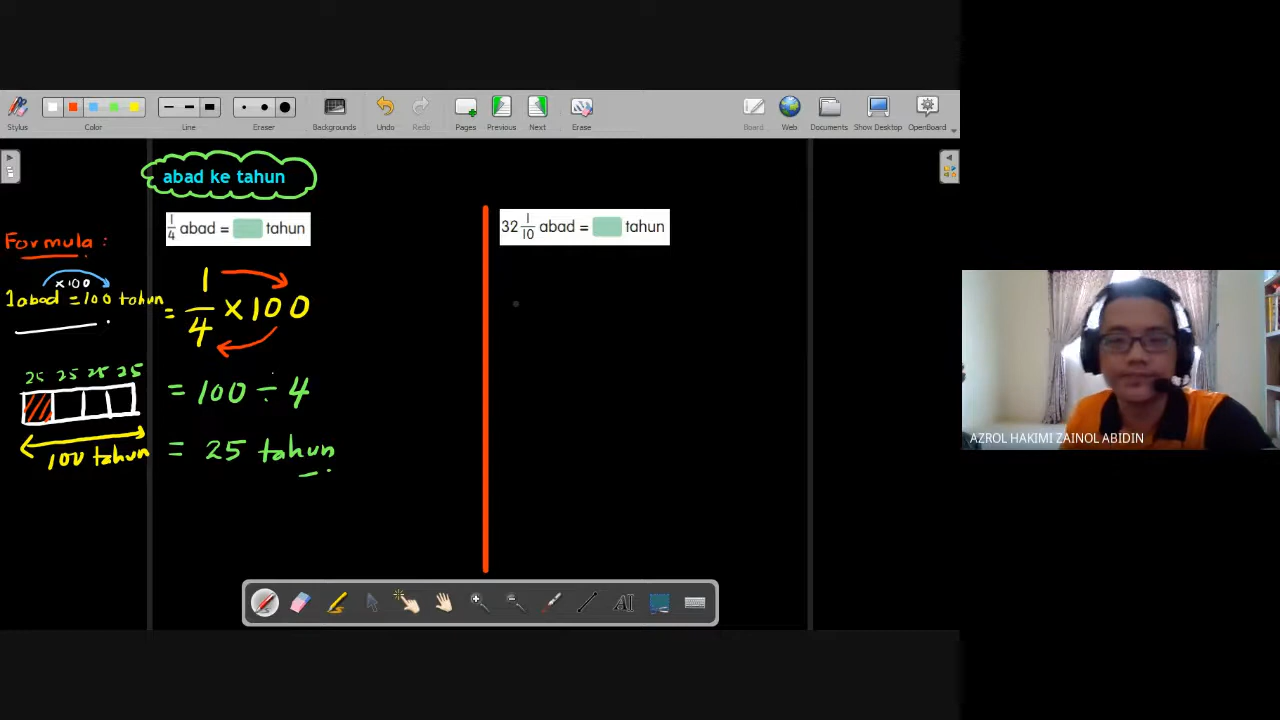 Stylus
Color
Line
Eraser
Backgrounds
Undo
Redo
Pages
Previous
Next
Erase
Board
Web
Documents
Show Desktop
OpenBoard
abad ke tahun
1/4 abad = tahun
Formula :
x100
1 abad = 100 tahun
= 1/4 x 100
25 25 25 25
100 tahun
= 100 ÷ 4
= 25 tahun
32 1/10 abad = tahun
AI
AZROL HAKIMI ZAINOL ABIDIN